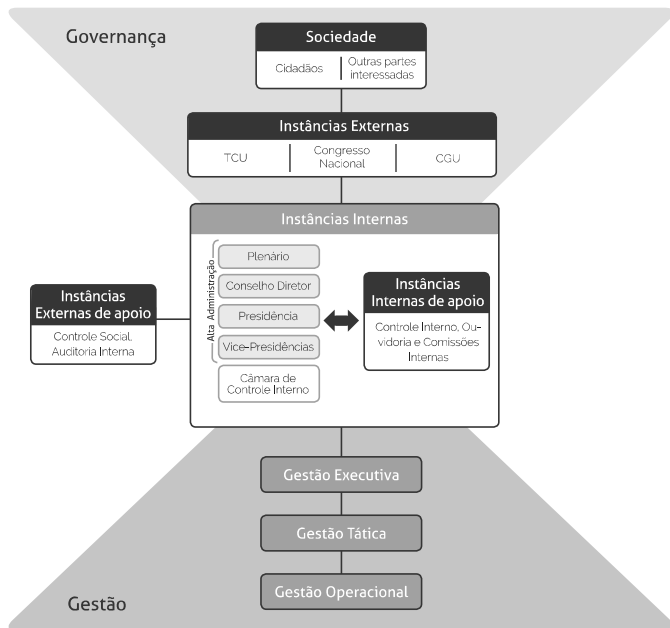 Governança
Sociedade
Cidadãos
Outras partes
interessadas
Instâncias Externas
TCU
Congresso
Nacional
CGU
Instâncias Internas
Alta Administração
Plenário
Conselho Diretor
Presidência
Vice-Presidências
Câmara de
Controle Interno
Instâncias
Externas de apoio
Controle Social,
Auditoria Interna
Instâncias
Internas de apoio
Controle Interno, Ou-
vidoria e Comissões
Internas
Gestão Executiva
Gestão Tática
Gestão Operacional
Gestão